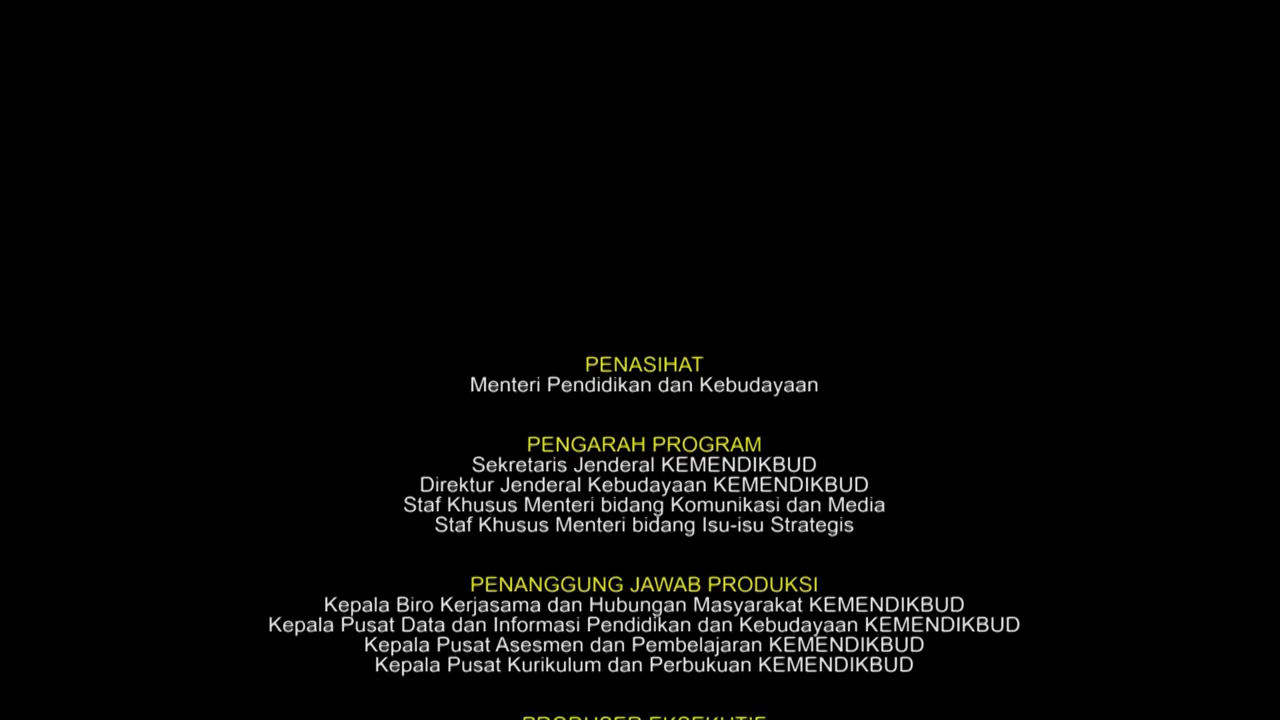 PENASIHAT
Menteri Pendidikan dan Kebudayaan
PENGARAH PROGRAM
Sekretaris Jenderal KEMENDIKBUD
Direktur Jenderal Kebudayaan KEMENDIKBUD
Staf Khusus Menteri bidang Komunikasi dan Media
Staf Khusus Menteri bidang Isu-isu Strategis
PENANGGUNG JAWAB PRODUKSI
Kepala Biro Kerjasama dan Hubungan Masyarakat KEMENDIKBUD
Kepala Pusat Data dan Informasi Pendidikan dan Kebudayaan KEMENDIKBUD
Kepala Pusat Asesmen dan Pembelajaran KEMENDIKBUD
Kepala Pusat Kurikulum dan Perbukuan KEMENDIKBUD
PRODUSER EKSEKUTIF